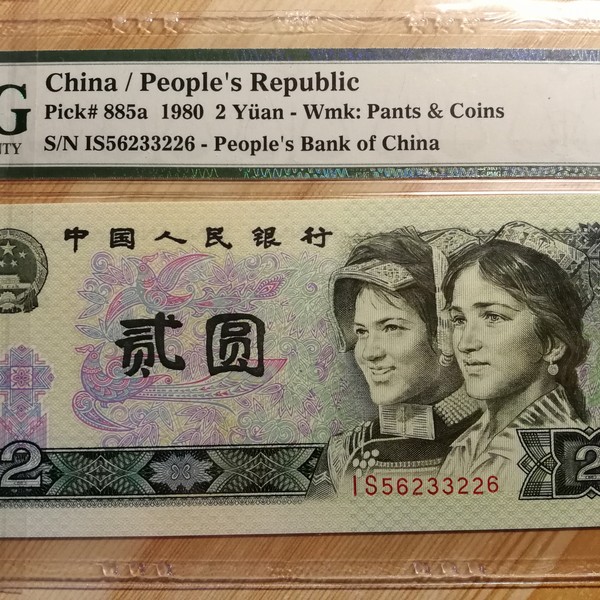 China / People's Republic
Pick# 885a 1980 2 Yüan - Wmk: Pants & Coins
G
S/N IS56233226 - People's Bank of China
NTY
中国人民银行
贰圆
2
2
IS56233226